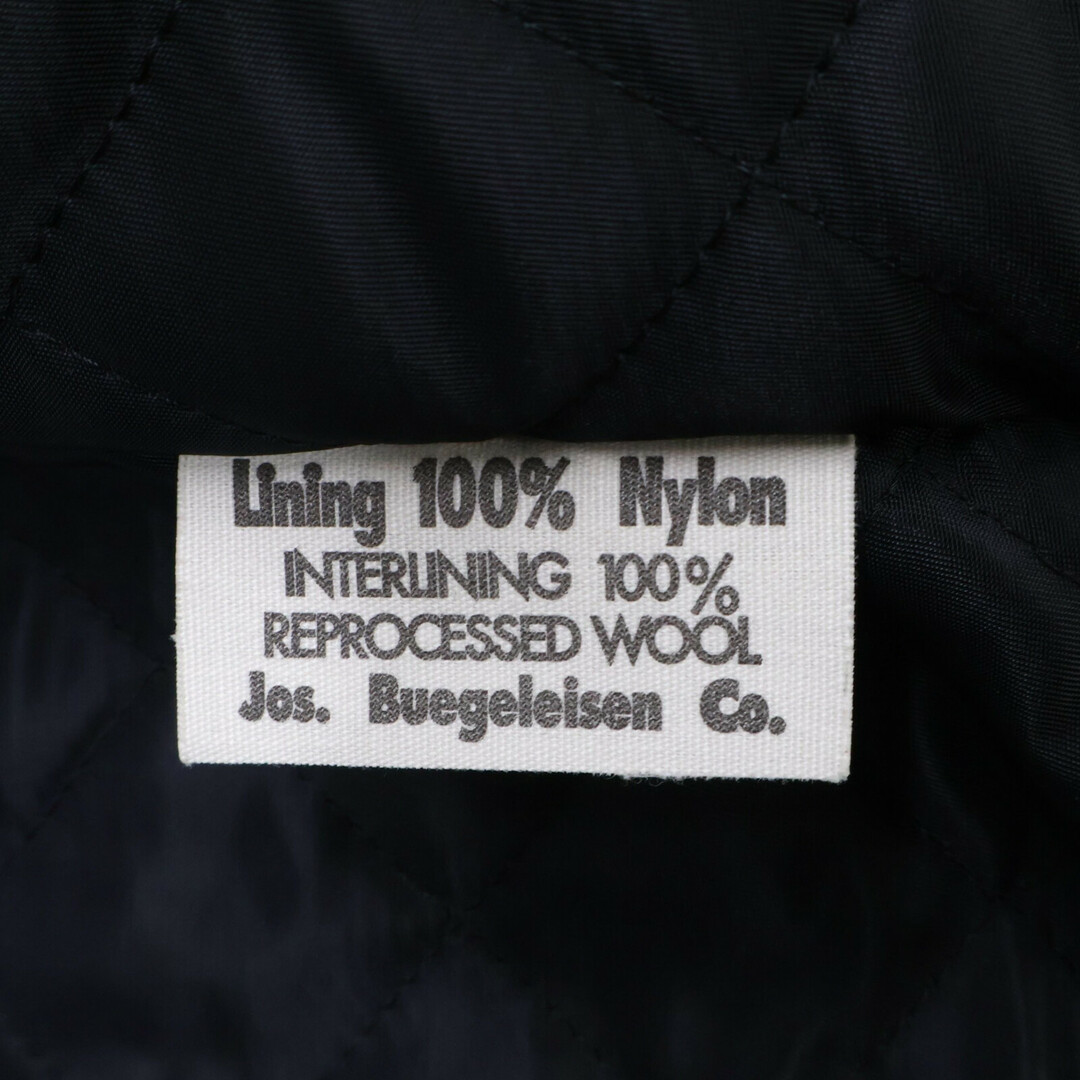 Lining 100% Nylon
INTERLINING 100%
REPROCESSED WOOL
Jos. Buegeleisen Co.